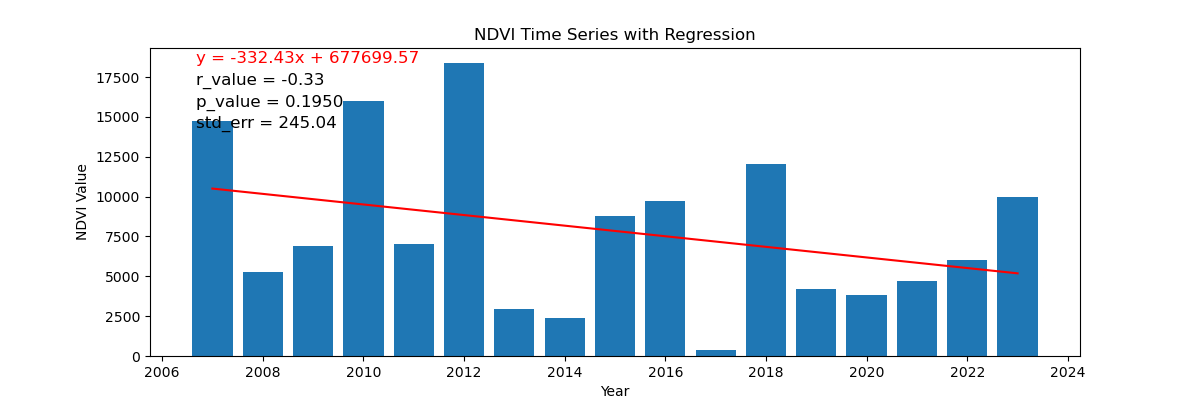 NDVI Time Series with Regression
y = -332.43x + 677699.57
r_value = -0.33
p_value = 0.1950
std_err = 245.04
17500
15000
12500
10000
7500
5000
2500
0
NDVI Value
2006 2008 2010 2012 2014 2016 2018 2020 2022 2024
Year